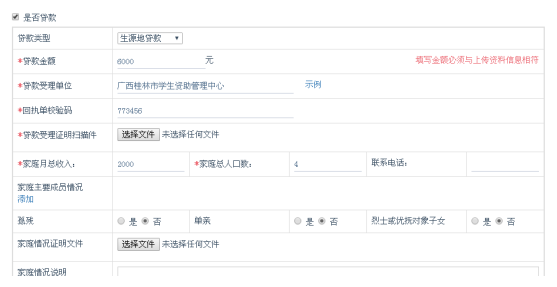 是否贷款
贷款类型 生源地贷款
*贷款金额 6000 元 填写金额必须与上传资料信息相符
*贷款受理单位 广西桂林市学生资助管理中心 示例
*回执单校验码 773456
*贷款受理证明扫描件 选择文件 未选择任何文件
*家庭月总收入: 2000 *家庭总人口数: 4 联系电话:
家庭主要成员情况
添加
孤残 是 否 单亲 是 否 烈士或优抚对象子女 是 否
家庭情况证明文件 选择文件 未选择任何文件
家庭情况说明